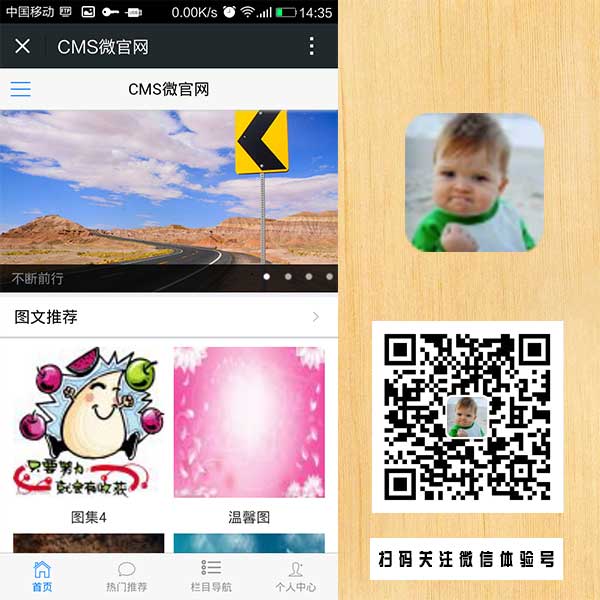 中国移动 0.00K/s 14:35
CMS微官网
CMS微官网
不断前行
图文推荐
只要努力
就会有收获
图集4
温馨图
首页 热门推荐 栏目导航 个人中心
扫码关注微信体验号